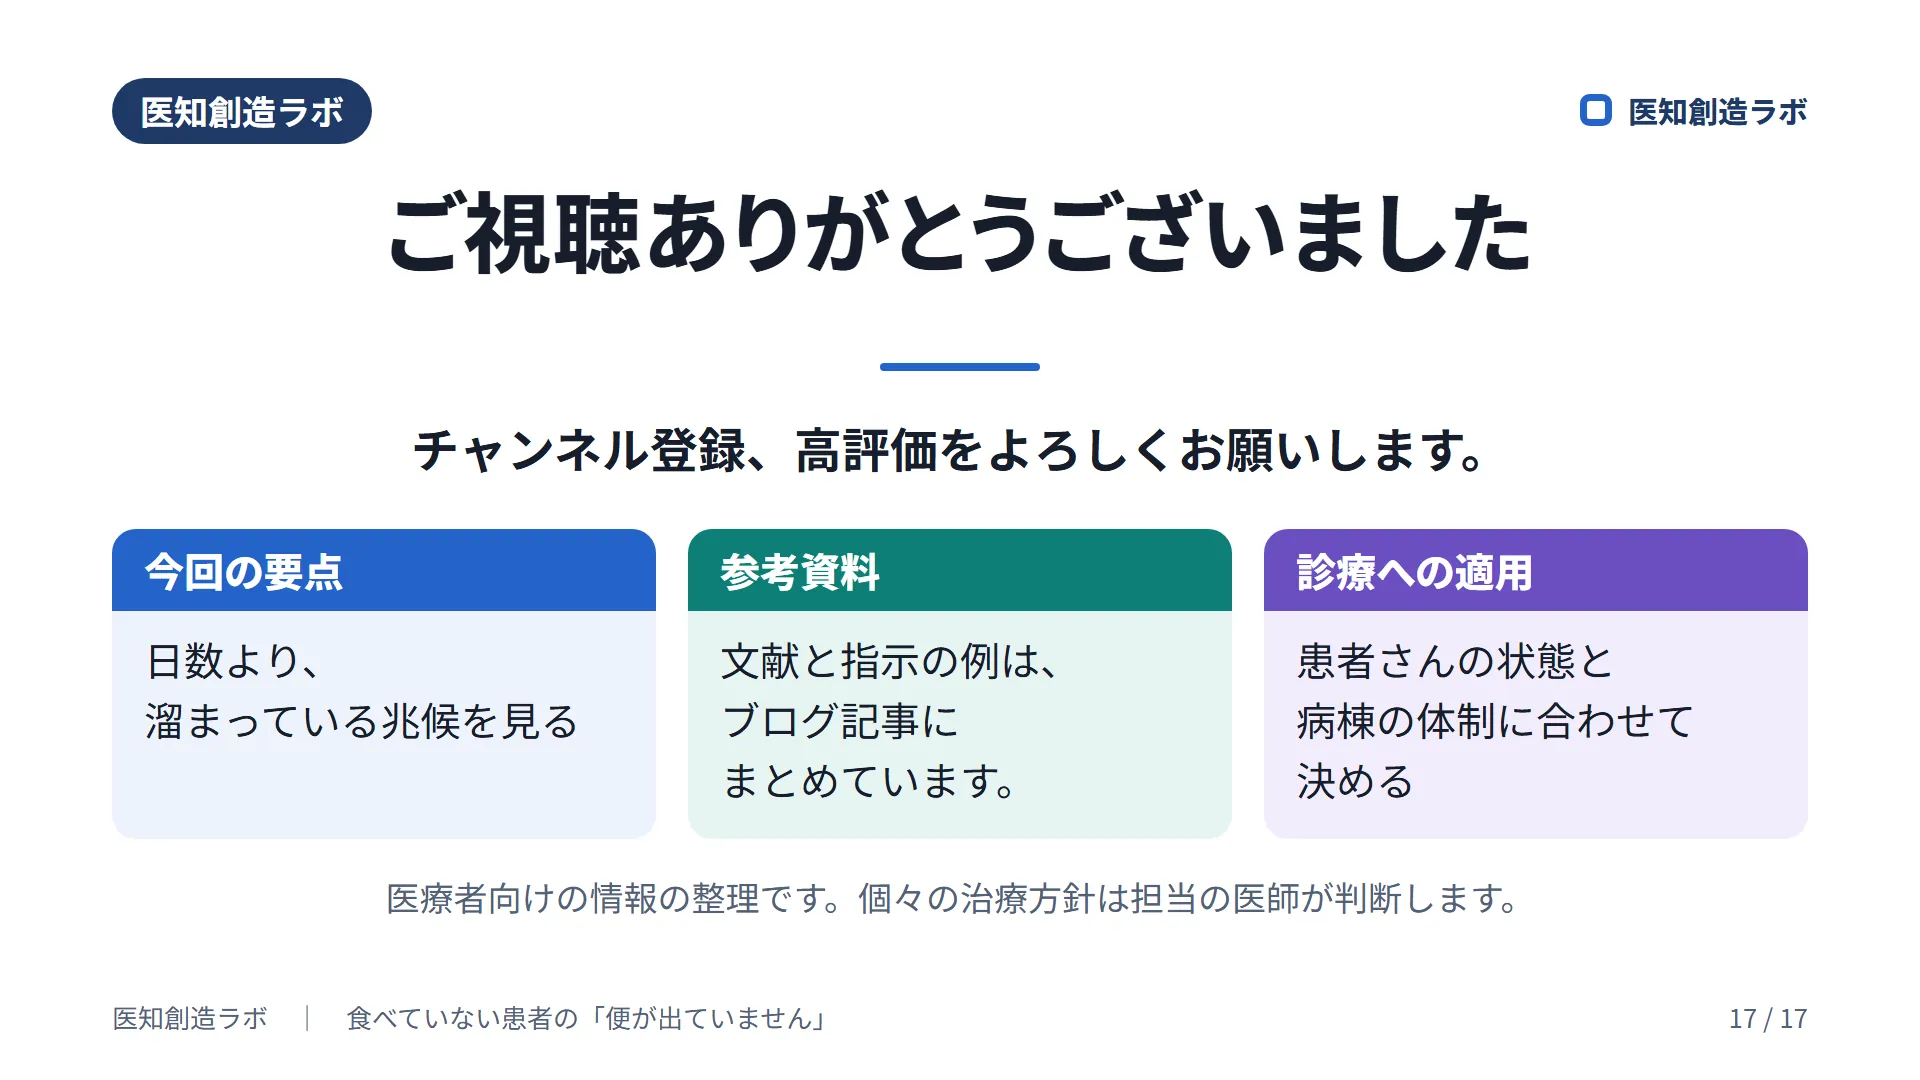 医知創造ラボ
医知創造ラボ
ご視聴ありがとうございました
チャンネル登録、高評価をよろしくお願いします。
今回の要点
日数より、
溜まっている兆候を見る
参考資料
文献と指示の例は、
ブログ記事に
まとめています。
診療への適用
患者さんの状態と
病棟の体制に合わせて
決める
医療者向けの情報の整理です。個々の治療方針は担当の医師が判断します。
医知創造ラボ ｜ 食べていない患者の「便が出ていません」
17 / 17